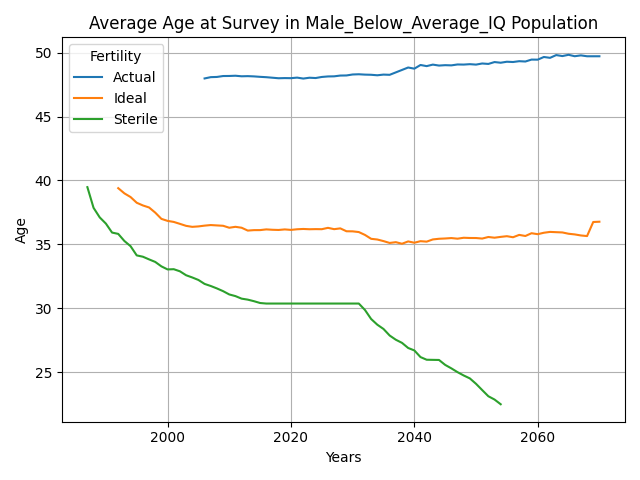 Average Age at Survey in Male_Below_Average_IQ Population
Fertility
Actual
Ideal
Sterile
Age
50
45
40
35
30
25
2000
2020
2040
2060
Years